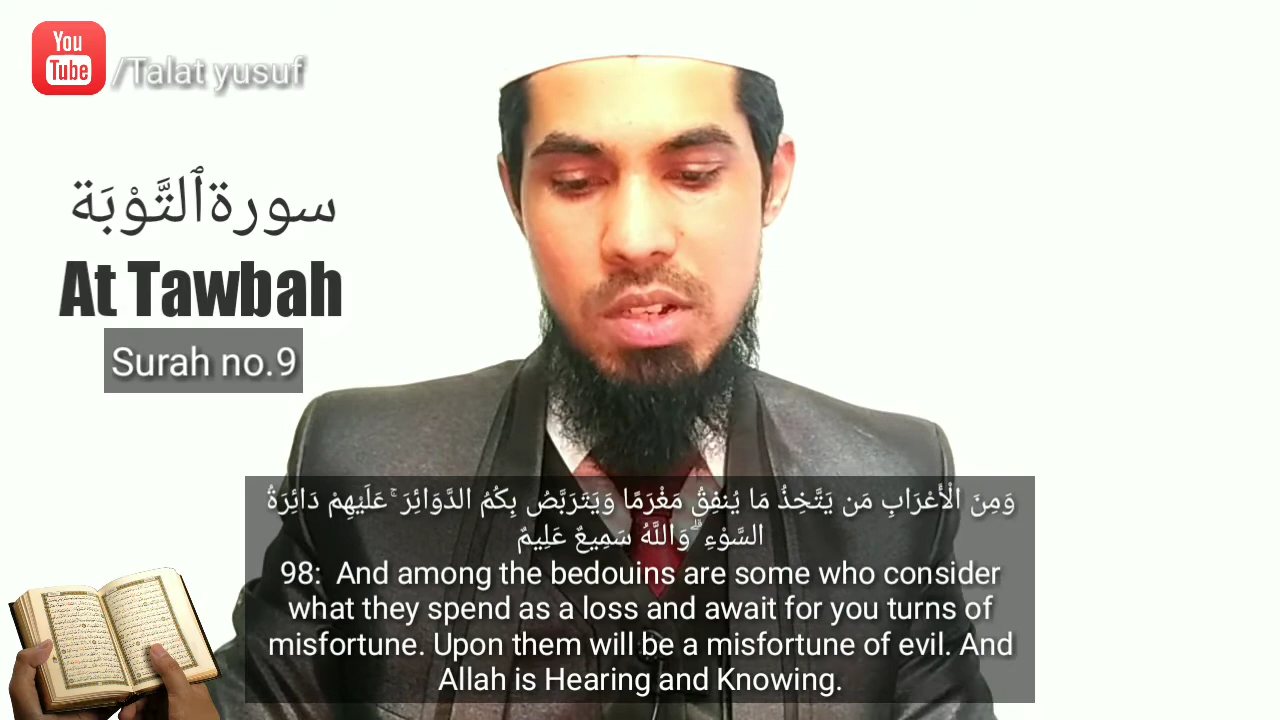 You
Tube
/Talat yusuf
سورةٱلتَّوْبَة
At Tawbah
Surah no.9
وَمِنَ الْأَعْرَابِ مَن يَتَّخِذُ مَا يُنفِقُ مَغْرَمًا وَيَتَرَبَّصُ بِكُمُ الدَّوَائِرَ ۚ عَلَيْهِمْ دَائِرَةُ
السَّوْءِ ۗ وَاللَّهُ سَمِيعٌ عَلِيمٌ
98:  And among the bedouins are some who consider
what they spend as a loss and await for you turns of
misfortune. Upon them will be a misfortune of evil. And
Allah is Hearing and Knowing.